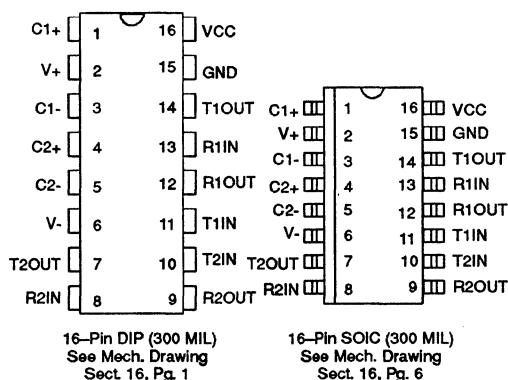 C1+ 1 16 VCC
V+ 2 15 GND
C1- 3 14 T1OUT
C2+ 4 13 R1IN
C2- 5 12 R1OUT
V- 6 11 T1IN
T2OUT 7 10 T2IN
R2IN 8 9 R2OUT
16-Pin DIP (300 MIL)
See Mech. Drawing
Sect. 16, Pg. 1
C1+ 1 16 VCC
V+ 2 15 GND
C1- 3 14 T1OUT
C2+ 4 13 R1IN
C2- 5 12 R1OUT
V- 6 11 T1IN
T2OUT 7 10 T2IN
R2IN 8 9 R2OUT
16-Pin SOIC (300 MIL)
See Mech. Drawing
Sect. 16, Pg. 6